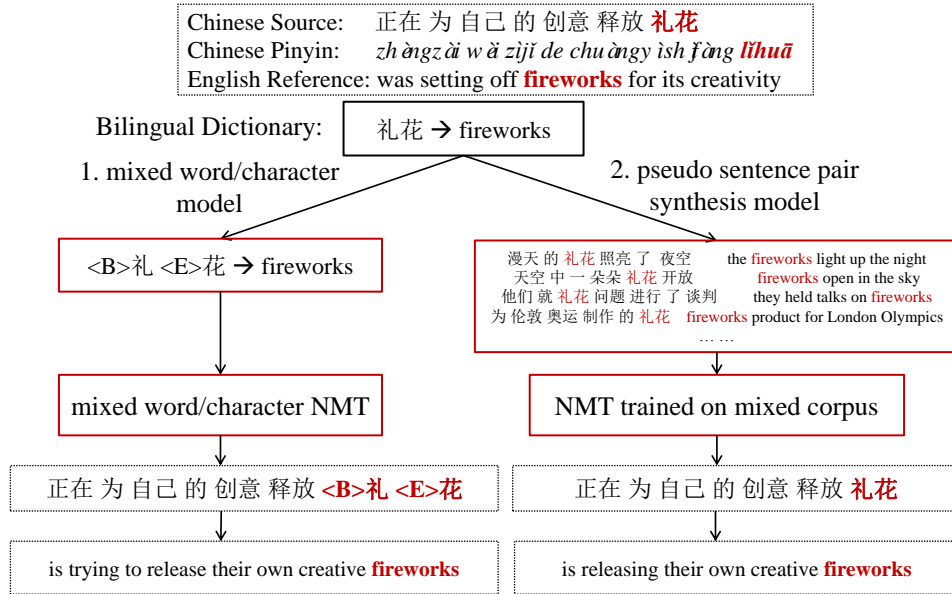 Chinese Source: 正在 为 自己 的 创意 释放 礼花
Chinese Pinyin: zhèngzài wèi zìjǐ de chuàngyì shìfàng lǐhuā
English Reference: was setting off fireworks for its creativity
Bilingual Dictionary: 礼花 → fireworks
1. mixed word/character
model
2. pseudo sentence pair
synthesis model
<B>礼 <E>花 → fireworks
漫天 的 礼花 照亮 了 夜空 the fireworks light up the night
天空 中 一 朵朵 礼花 开放 fireworks open in the sky
他们 就 礼花 问题 进行 了 谈判 they held talks on fireworks
为 伦敦 奥运 制作 的 礼花 fireworks product for London Olympics
… …
mixed word/character NMT
NMT trained on mixed corpus
正在 为 自己 的 创意 释放 <B>礼 <E>花
正在 为 自己 的 创意 释放 礼花
is trying to release their own creative fireworks
is releasing their own creative fireworks